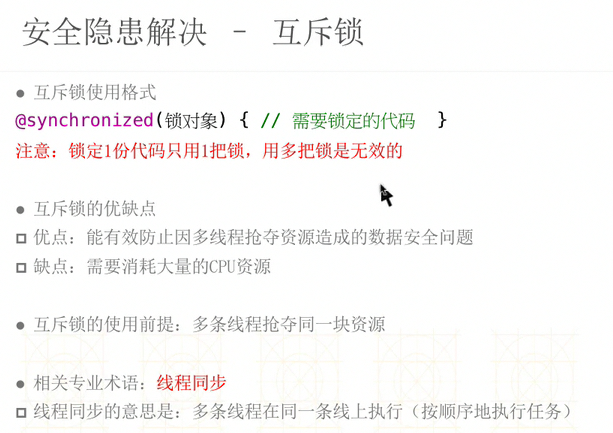 安全隐患解决 – 互斥锁
● 互斥锁使用格式
@synchronized(锁对象) { // 需要锁定的代码  }
注意：锁定1份代码只用1把锁，用多把锁是无效的
● 互斥锁的优缺点
优点：能有效防止因多线程抢夺资源造成的数据安全问题
缺点：需要消耗大量的CPU资源
● 互斥锁的使用前提：多条线程抢夺同一块资源
● 相关专业术语：线程同步
线程同步的意思是：多条线程在同一条线上执行（按顺序地执行任务）